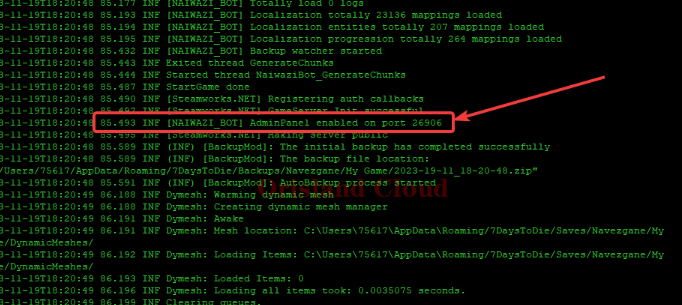 3-11-19T18:20:48 85.177 INF [NAIWAZI_BOT] Totally load 0 logs
3-11-19T18:20:48 85.193 INF [NAIWAZI_BOT] Localization totally 23136 mappings loaded
3-11-19T18:20:48 85.195 INF [NAIWAZI_BOT] Localization entities totally 207 mappings loaded
3-11-19T18:20:48 85.195 INF [NAIWAZI_BOT] Localization progression totally 264 mappings loaded
3-11-19T18:20:48 85.432 INF [NAIWAZI_BOT] Backup watcher started
3-11-19T18:20:48 85.443 INF Exited thread GenerateChunks
3-11-19T18:20:48 85.444 INF Started thread NaiwaziBot_GenerateChunks
3-11-19T18:20:48 85.487 INF StartGame done
3-11-19T18:20:48 85.490 INF [Steamworks.NET] Registering auth callbacks
3-11-19T18:20:48 85.492 INF [Steamworks.NET] GameServer.Init successful
3-11-19T18:20:48 85.493 INF [NAIWAZI_BOT] AdminPanel enabled on port 26906
3-11-19T18:20:48 85.495 INF [Steamworks.NET] Making server public
3-11-19T18:20:48 85.589 INF (INF) [BackupMod]: The initial backup has completed successfully
3-11-19T18:20:48 85.590 INF (INF) [BackupMod]: The backup file location:
/Users/75617/AppData/Roaming/7DaysToDie/Backups/Navezgane/My Game/2023-19-11_18-20-48.zip"
3-11-19T18:20:48 85.591 INF (INF) [BackupMod]: AutoBackup process started
3-11-19T18:20:49 86.188 INF Dymesh: Warming dynamic mesh
3-11-19T18:20:49 86.188 INF Dymesh: Creating dynamic mesh manager
3-11-19T18:20:49 86.191 INF Dymesh: Awake
3-11-19T18:20:49 86.191 INF Dymesh: Mesh location: C:\Users\75617\AppData\Roaming\7DaysToDie\Saves\Navezgane/My
e/DynamicMeshes/
3-11-19T18:20:49 86.192 INF Dymesh: Loading Items: C:\Users\75617\AppData\Roaming\7DaysToDie\Saves\Navezgane/My
e/DynamicMeshes/
3-11-19T18:20:49 86.193 INF Dymesh: Loaded Items: 0
3-11-19T18:20:49 86.196 INF Dymesh: Loading all items took: 0.0035075 seconds.
3-11-19T18:20:49 86.199 INF Clearing queues.
Cloud